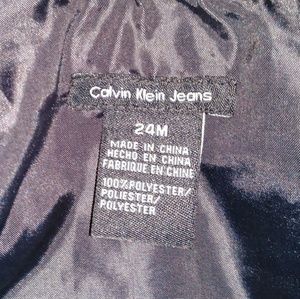 Calvin Klein Jeans
24M
MADE IN CHINA
HECHO EN CHINA
FABRIQUE EN CHINE
100%POLYESTER/
POLIESTER/
POLYESTER